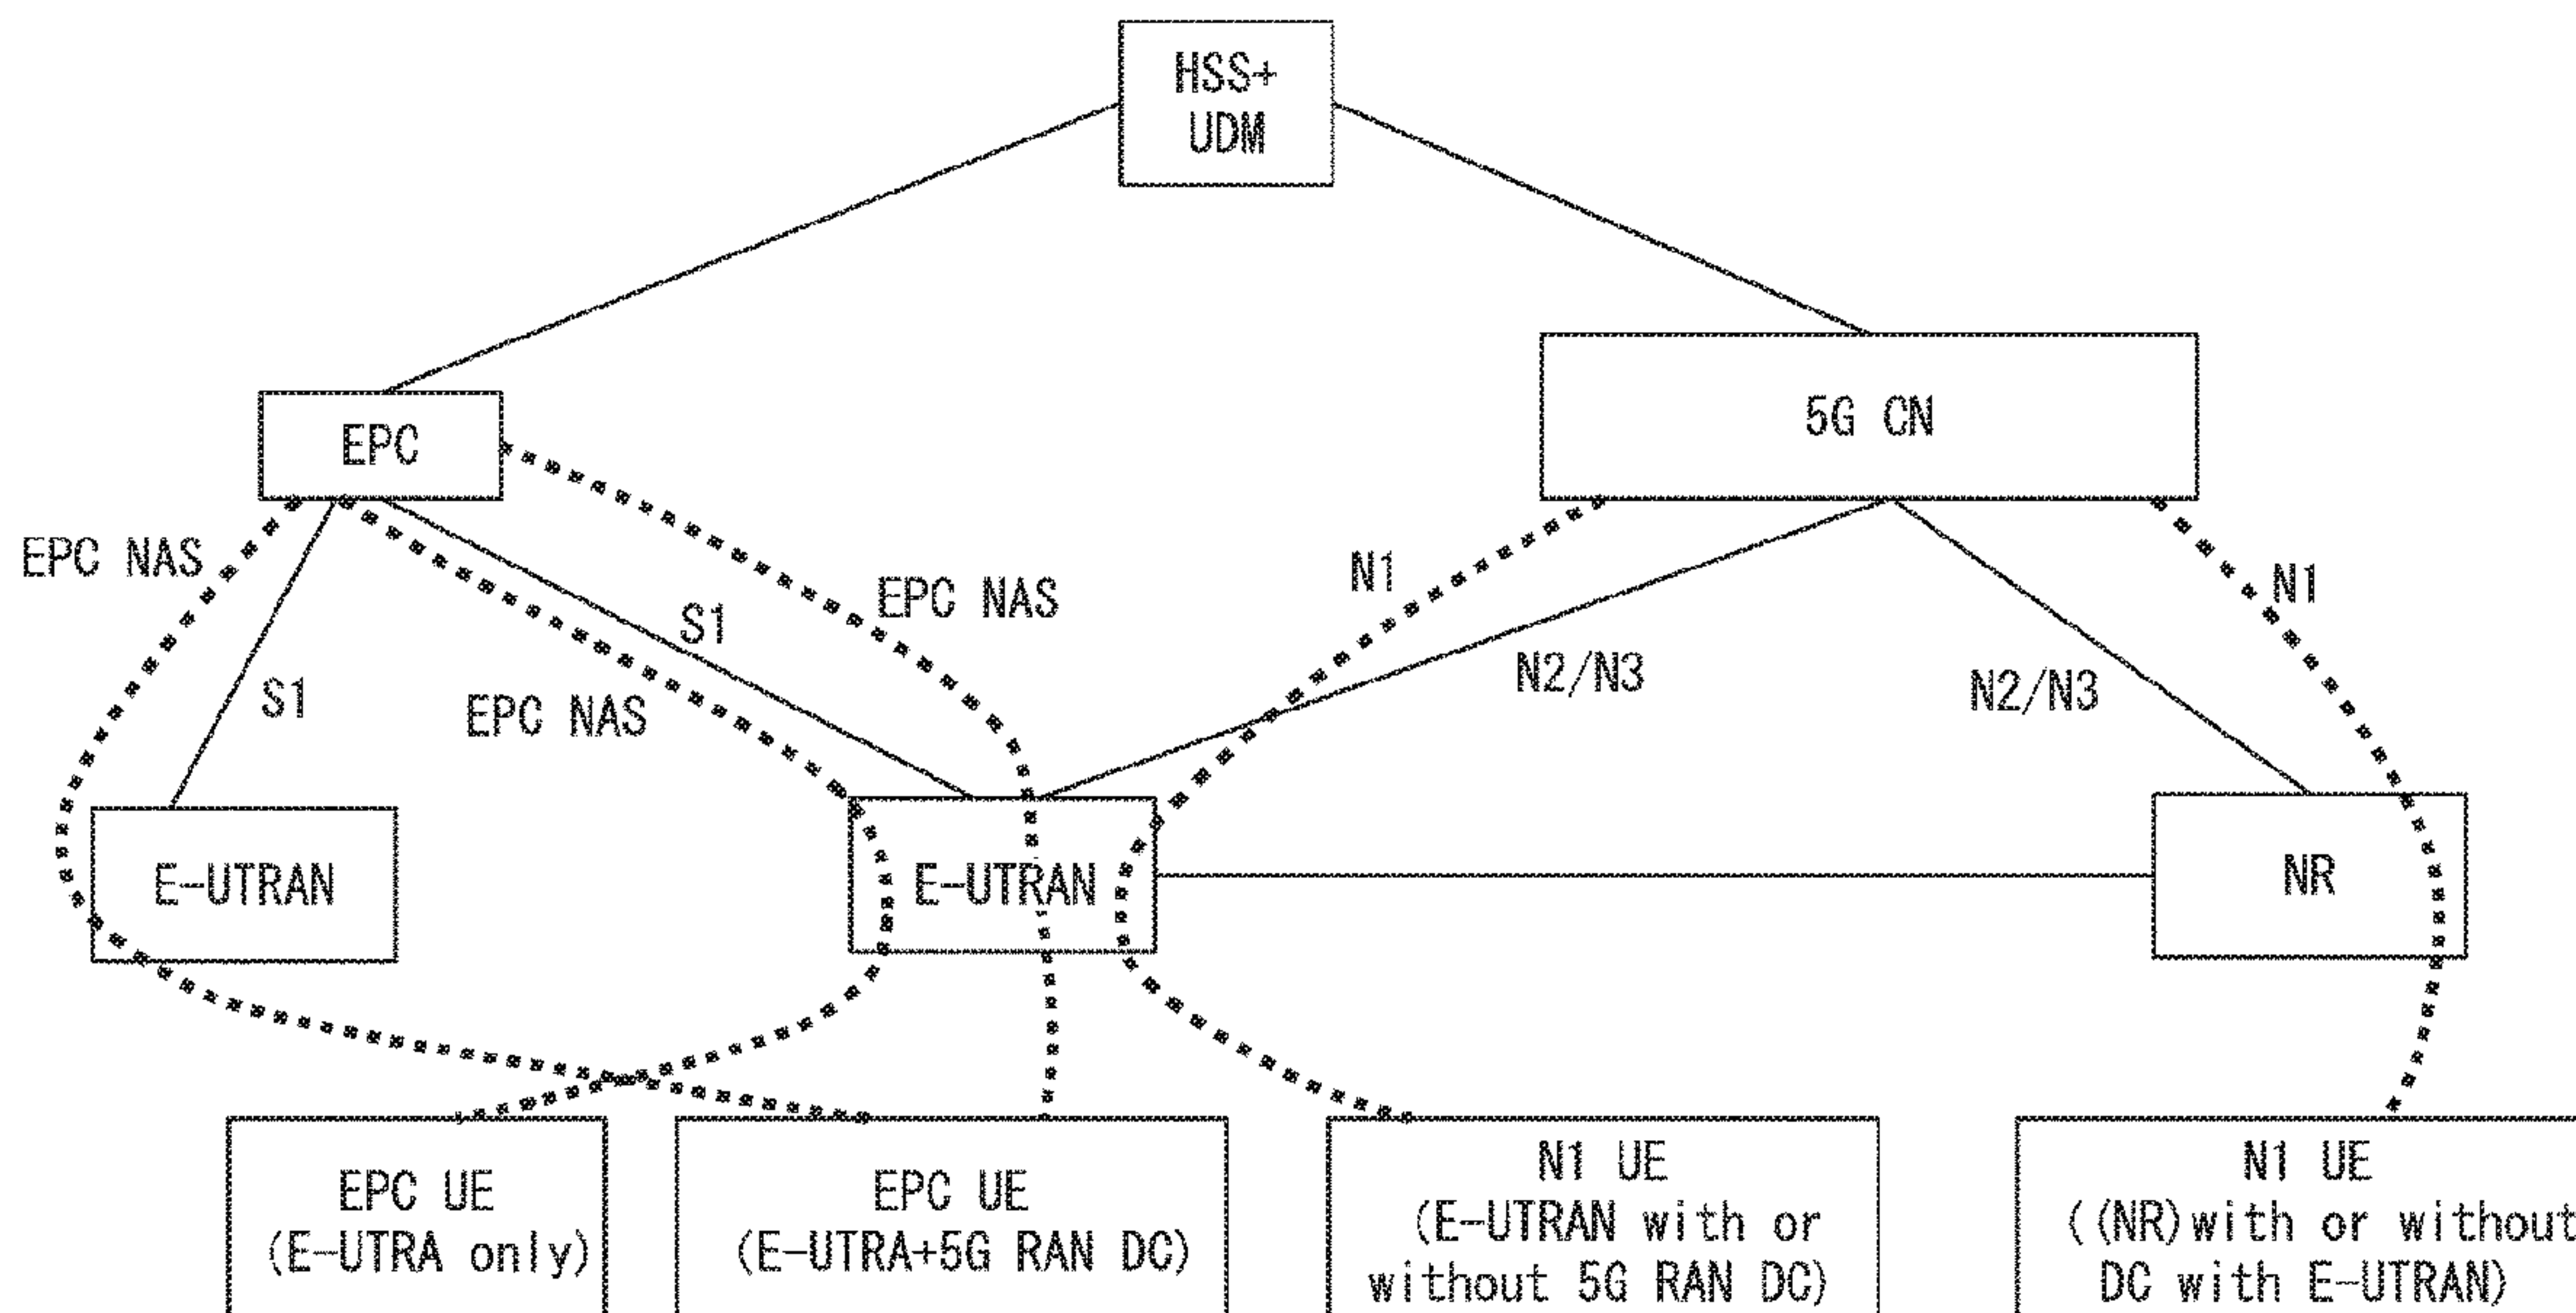 HSS+
UDM
EPC
5G CN
EPC NAS
S1
EPC NAS
S1
EPC NAS
N1
N2/N3
N2/N3
N1
E-UTRAN
E-UTRAN
NR
EPC UE
(E-UTRA only)
EPC UE
(E-UTRA+5G RAN DC)
N1 UE
(E-UTRAN with or
without 5G RAN DC)
N1 UE
((NR)with or without
DC with E-UTRAN)